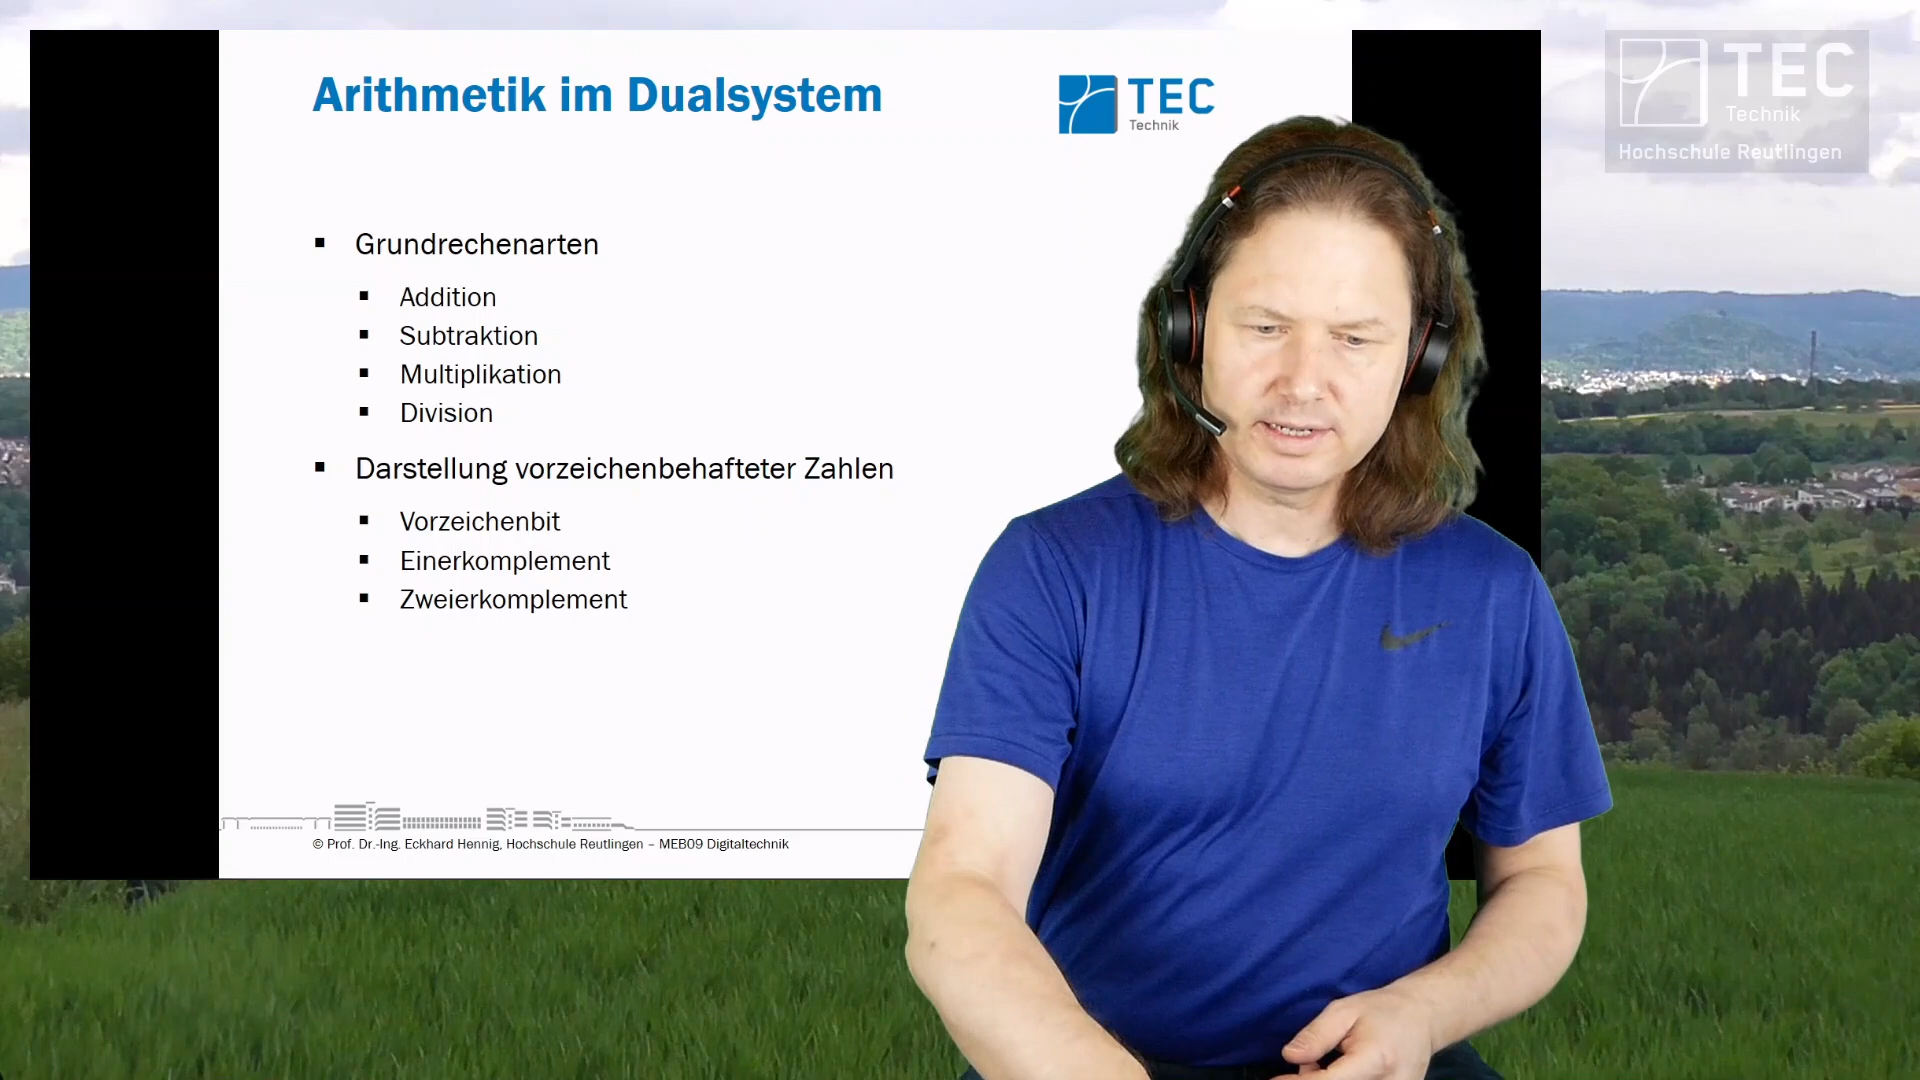 Arithmetik im Dualsystem
TEC
Technik
TEC
Technik
Hochschule Reutlingen
Grundrechenarten
Addition
Subtraktion
Multiplikation
Division
Darstellung vorzeichenbehafteter Zahlen
Vorzeichenbit
Einerkomplement
Zweierkomplement
© Prof. Dr.-Ing. Eckhard Hennig, Hochschule Reutlingen – MEB09 Digitaltechnik